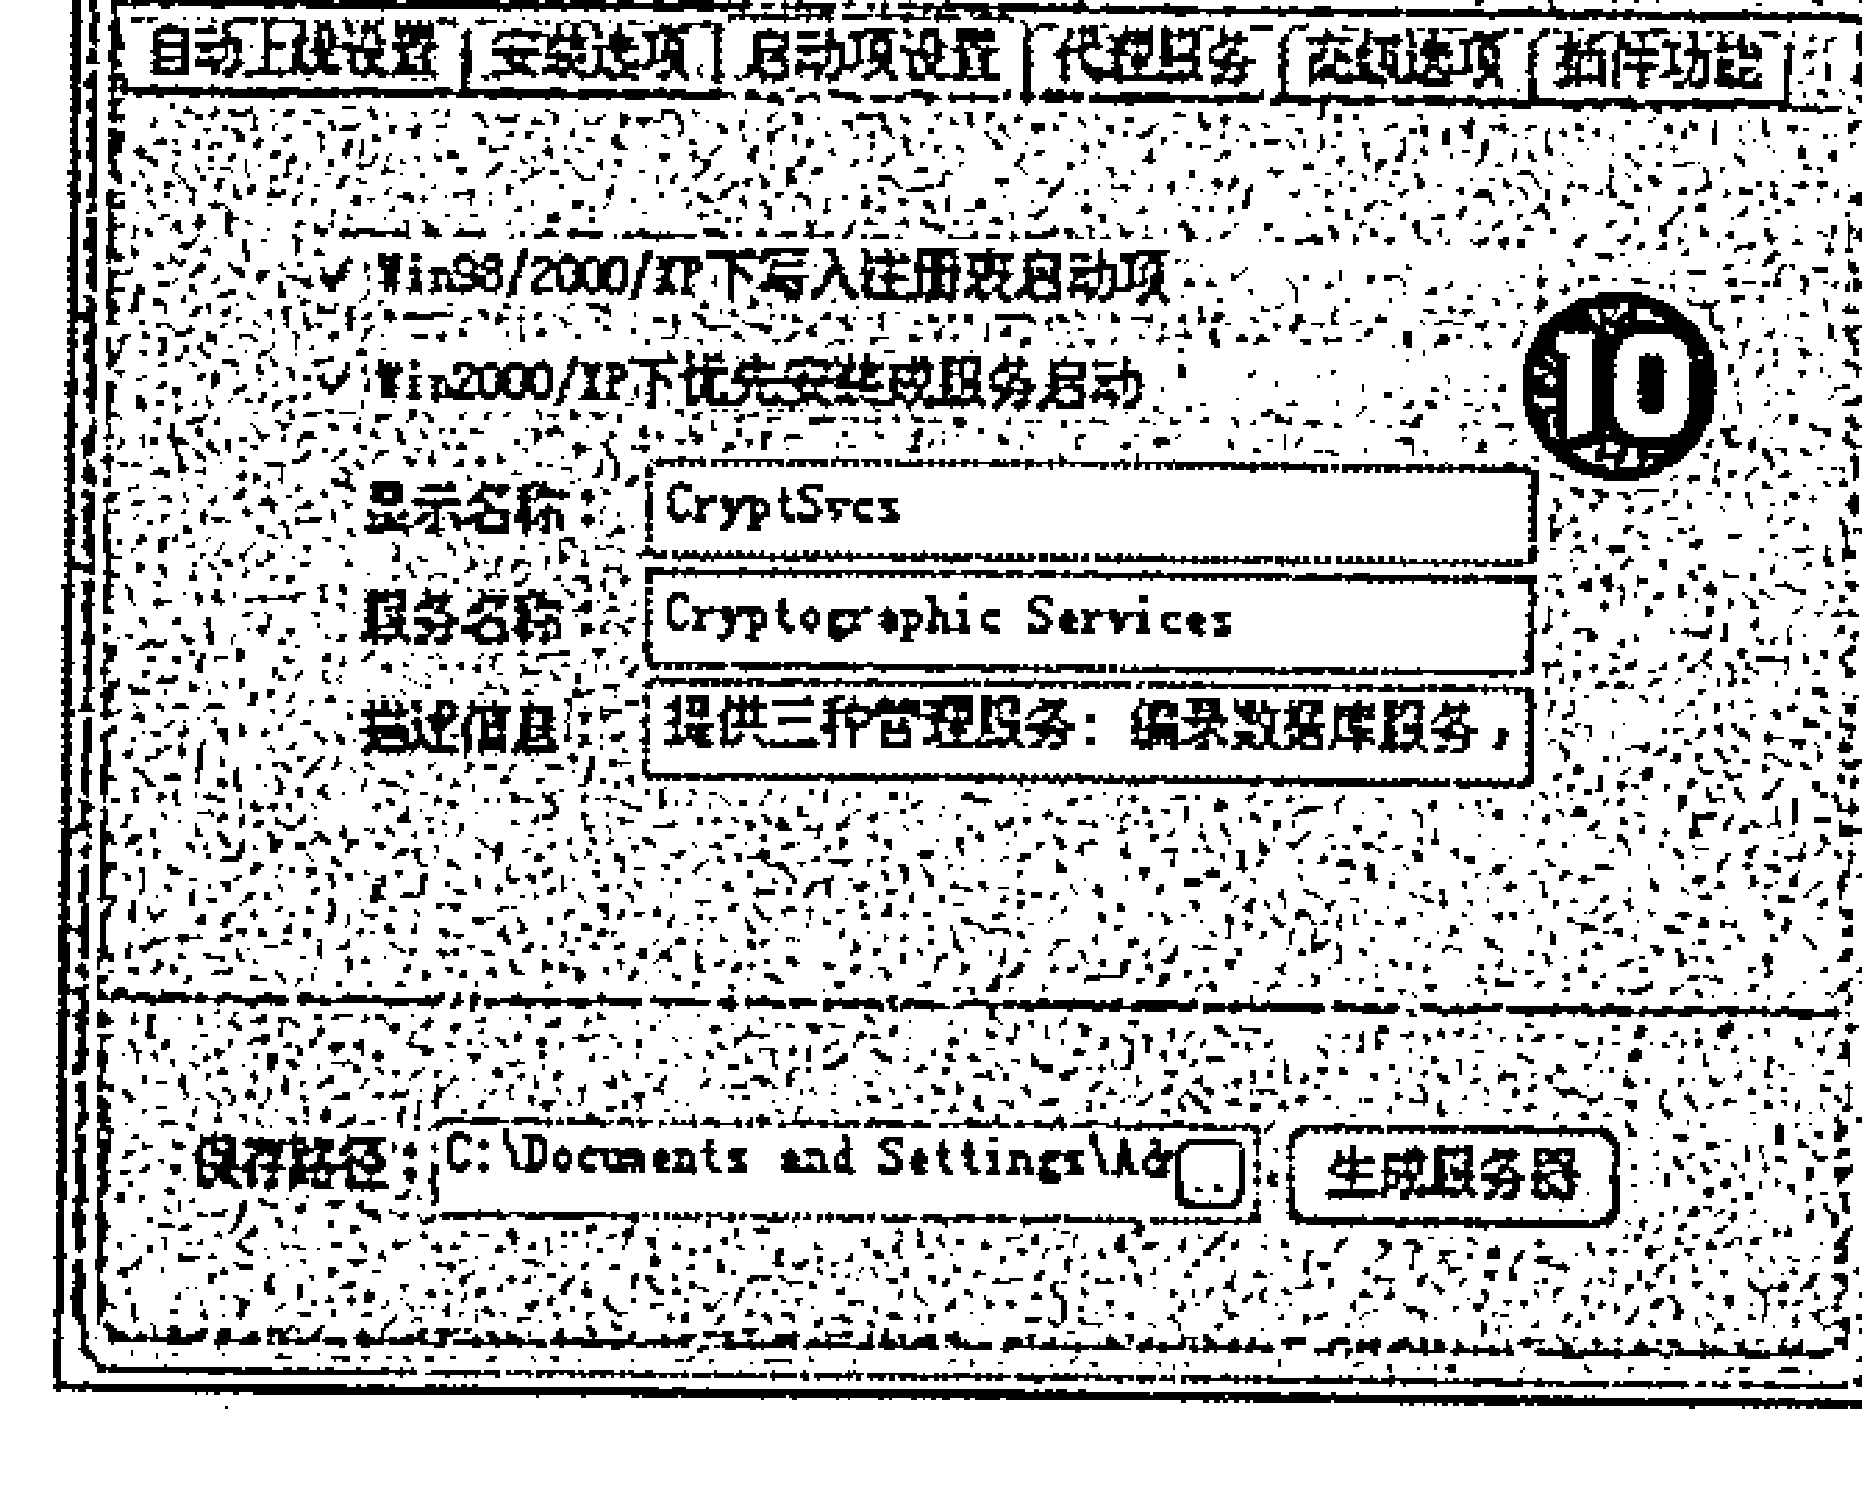 自动上线设置 安装选项 启动项设置 代理服务 高级选项 插件功能
Win98/2000/XP下写入注册表启动项
10
Win2000/XP下优先安装成服务启动
显示名称: CryptSvcs
服务名称: Cryptographic Services
描述信息: 提供三种管理服务: 编录数据库服务,
保存路径: C:\Documents and Settings\Ad ..
生成服务器